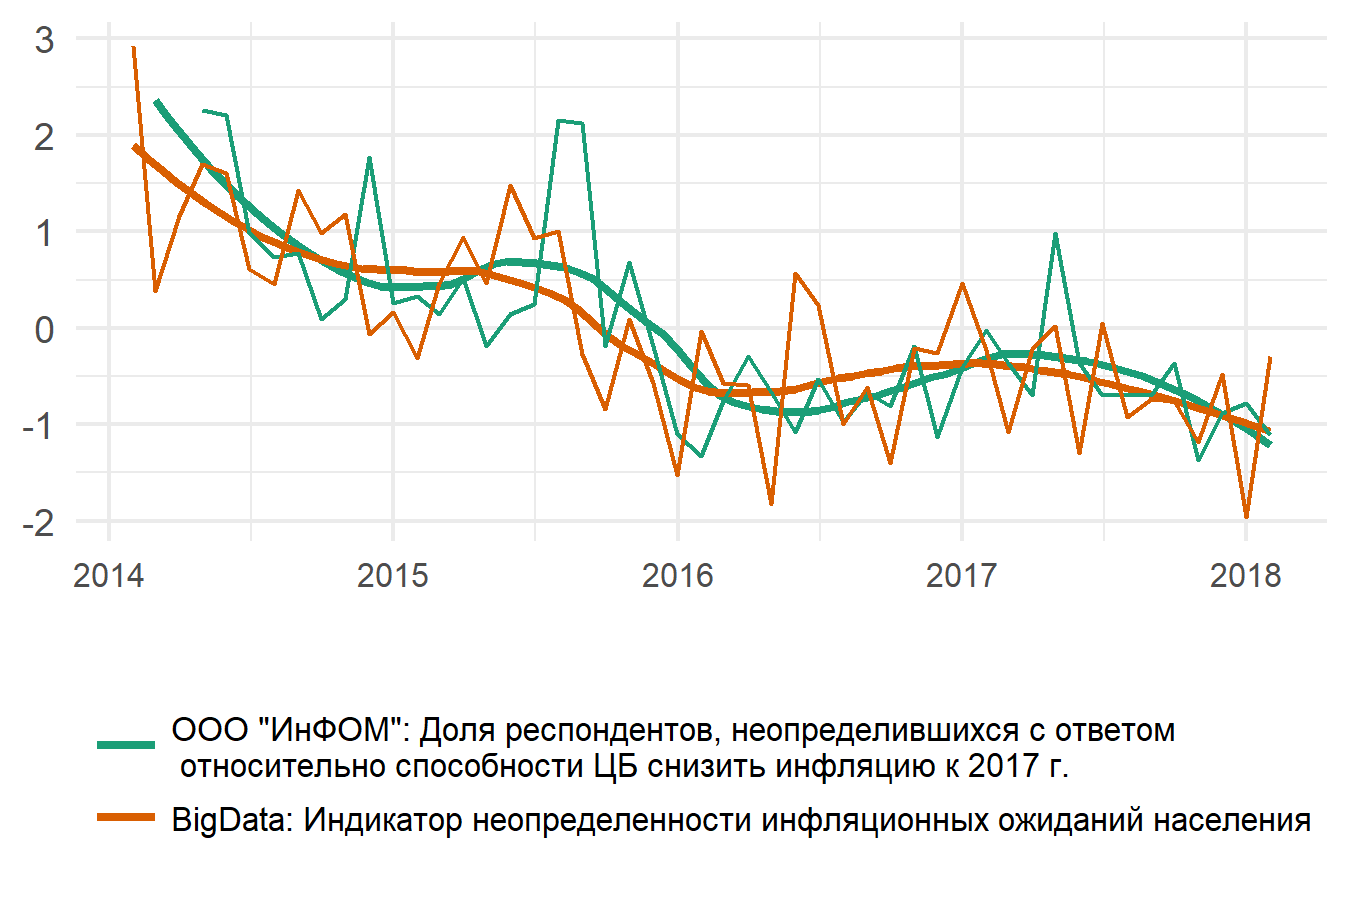 3
2
1
0
-1
-2
2014 2015 2016 2017 2018
ООО "ИнФОМ": Доля респондентов, неопределившихся с ответом
относительно способности ЦБ снизить инфляцию к 2017 г.
BigData: Индикатор неопределенности инфляционных ожиданий населения